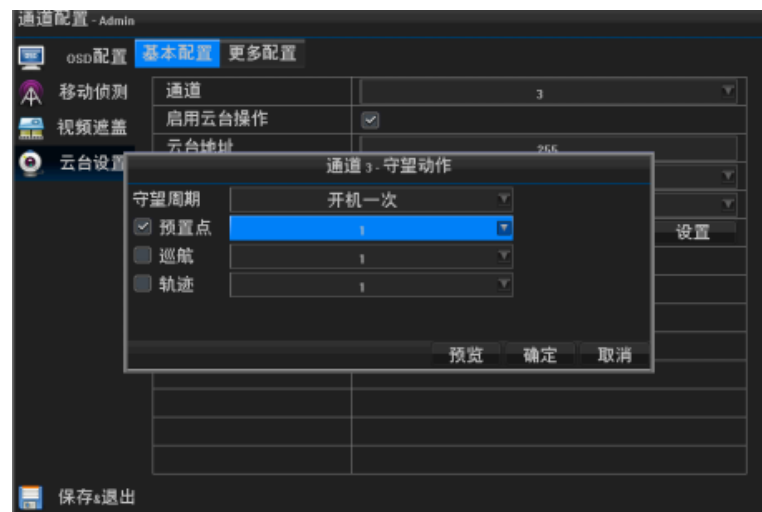 通道配置 - Admin
OSD配置
基本配置 更多配置
移动侦测
通道 3
启用云台操作
视频遮盖
云台地址 255
云台设置
通道 3 - 守望动作
守望周期 开机一次
预置点 1
设置
巡航 1
轨迹 1
预览 确定 取消
保存&退出